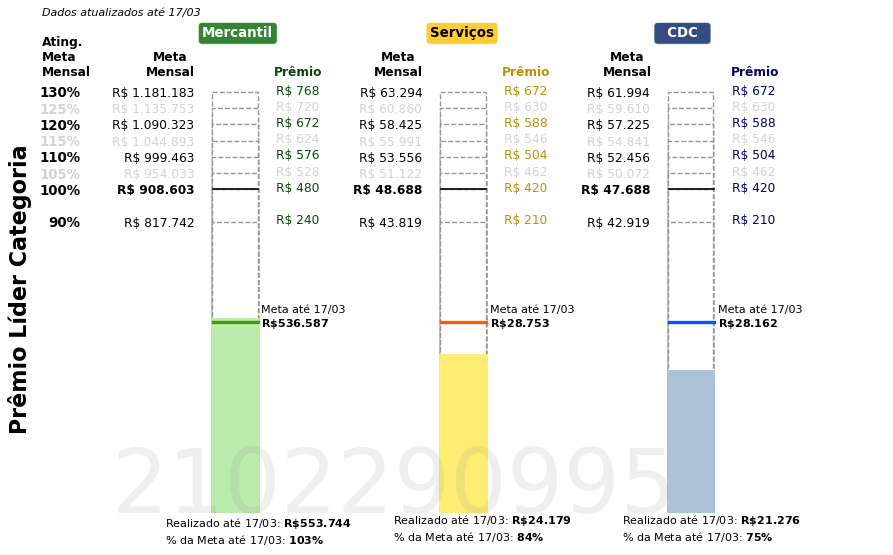 Dados atualizados até 17/03
Mercantil Serviços CDC
Ating. Meta Mensal Meta Mensal Prêmio Meta Mensal Prêmio Meta Mensal Prêmio
130% R$ 1.181.183 R$ 768 R$ 63.294 R$ 672 R$ 61.994 R$ 672
125% R$ 1.135.753 R$ 720 R$ 60.860 R$ 630 R$ 59.610 R$ 630
120% R$ 1.090.323 R$ 672 R$ 58.425 R$ 588 R$ 57.225 R$ 588
115% R$ 1.044.893 R$ 624 R$ 55.991 R$ 546 R$ 54.841 R$ 546
110% R$ 999.463 R$ 576 R$ 53.556 R$ 504 R$ 52.456 R$ 504
105% R$ 954.033 R$ 528 R$ 51.122 R$ 462 R$ 50.072 R$ 462
100% R$ 908.603 R$ 480 R$ 48.688 R$ 420 R$ 47.688 R$ 420
90% R$ 817.742 R$ 240 R$ 43.819 R$ 210 R$ 42.919 R$ 210
Prêmio Líder Categoria
Meta até 17/03 Meta até 17/03 Meta até 17/03
R$536.587 R$28.753 R$28.162
2102290995
Realizado até 17/03: R$553.744 Realizado até 17/03: R$24.179 Realizado até 17/03: R$21.276
% da Meta até 17/03: 103% % da Meta até 17/03: 84% % da Meta até 17/03: 75%